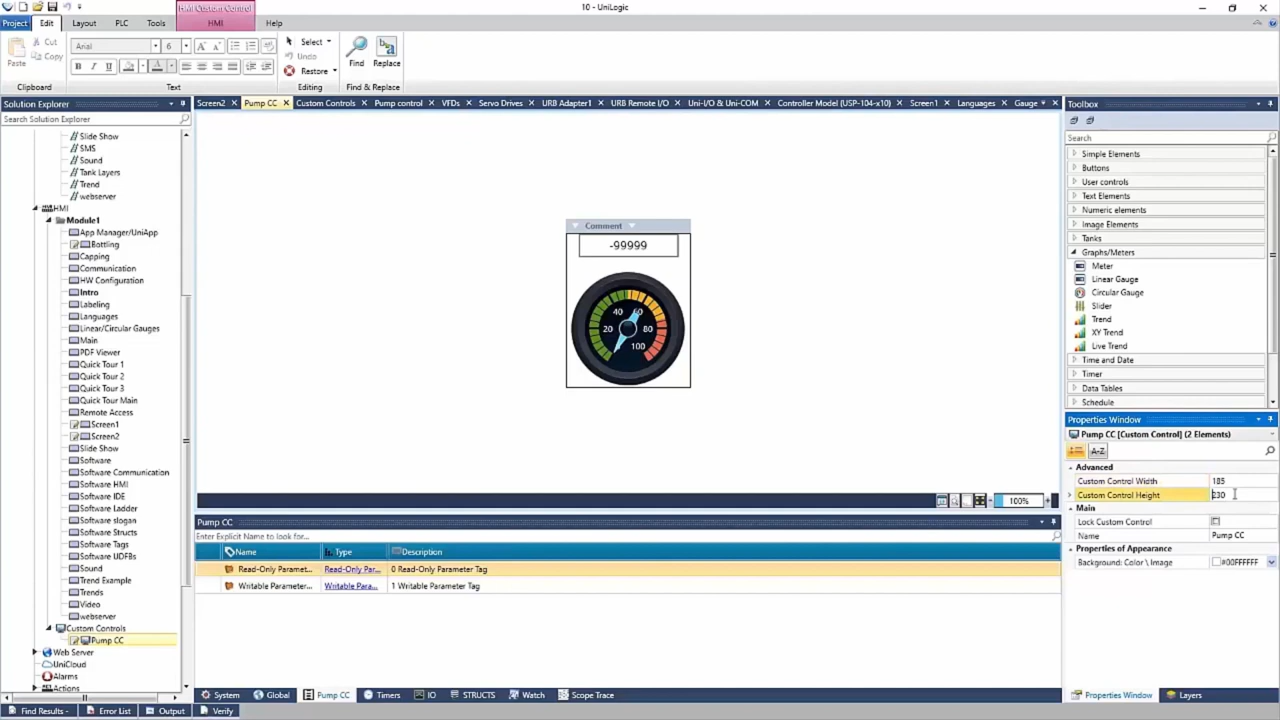 HMI Custom Control
10 - UniLogic
Project
Edit
Layout
PLC
Tools
HMI
Help
Paste
Cut
Copy
Arial
6
B I U
Select
Undo
Restore
Find
Replace
Clipboard
Text
Editing
Find & Replace
Solution Explorer
Search Solution Explorer
Slide Show
SMS
Sound
Tank Layers
Trend
webserver
HMI
Module1
App Manager/UniApp
Bottling
Capping
Communication
HW Configuration
Intro
Labeling
Languages
Linear/Circular Gauges
Main
PDF Viewer
Quick Tour 1
Quick Tour 2
Quick Tour 3
Quick Tour Main
Remote Access
Screen1
Screen2
Slide Show
Software
Software Communication
Software HMI
Software IDE
Software Ladder
Software slogan
Software Structs
Software Tags
Software UDFBs
Sound
Trend Example
Trends
Video
webserver
Custom Controls
Pump CC
Web Server
UniCloud
Alarms
Actions
Screen2
Pump CC
Custom Controls
Pump control
VFDs
Servo Drives
URB Adapter1
URB Remote I/O
Uni-I/O & Uni-COM
Controller Model (USP-104-x10)
Screen1
Languages
Gauge
Comment
-99999
40 60
20 80
100
100%
Pump CC
Enter Explicit Name to look for...
Name Type Description
Read-Only Paramet... Read-Only Par... 0 Read-Only Parameter Tag
Writable Parameter... Writable Para... 1 Writable Parameter Tag
System
Global
Pump CC
Timers
IO
STRUCTS
Watch
Scope Trace
Toolbox
Search
Simple Elements
Buttons
User controls
Text Elements
Numeric elements
Image Elements
Tanks
Graphs/Meters
Meter
Linear Gauge
Circular Gauge
Slider
Trend
XY Trend
Live Trend
Time and Date
Timer
Data Tables
Schedule
Properties Window
Pump CC [Custom Control] (2 Elements)
A-Z
Advanced
Custom Control Width 185
Custom Control Height 230
Main
Lock Custom Control
Name Pump CC
Properties of Appearance
Background: Color \ Image #00FFFFFF
Properties Window
Layers
Find Results -
Error List
Output
Verify